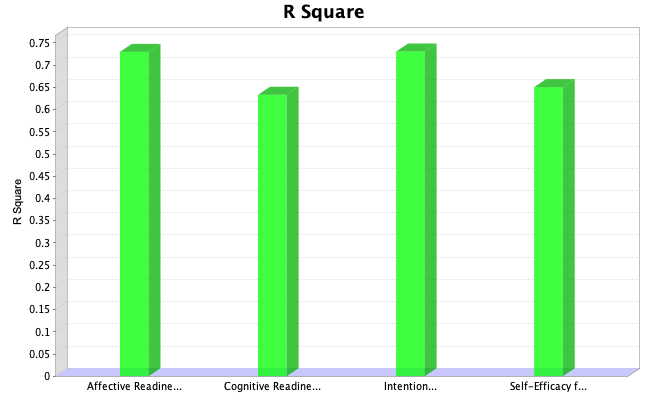 R Square
0.75
0.7
0.65
0.6
0.55
0.5
0.45
0.4
0.35
0.3
0.25
0.2
0.15
0.1
0.05
0
R Square
Affective Readine...
Cognitive Readine...
Intention...
Self-Efficacy f...